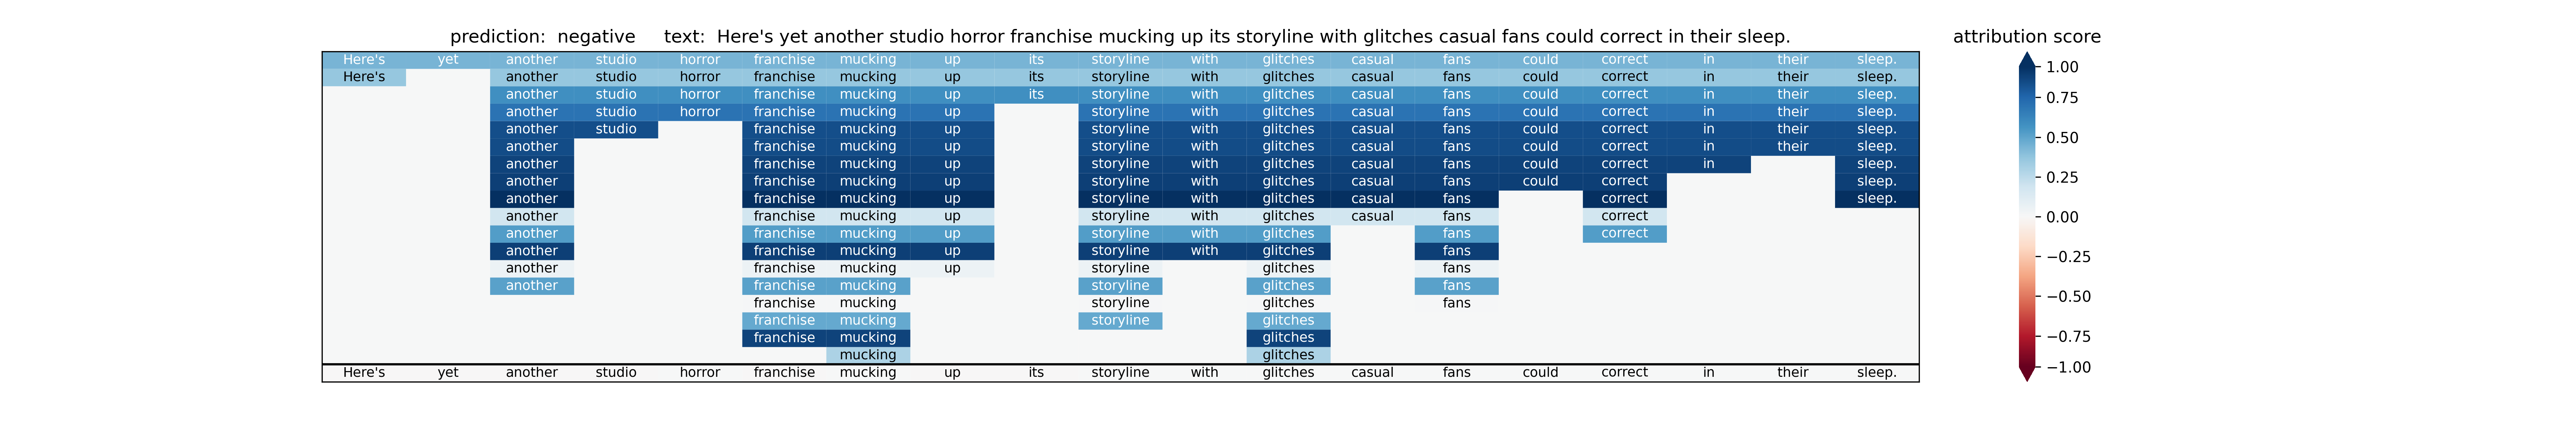 prediction:  negative      text:  Here's yet another studio horror franchise mucking up its storyline with glitches casual fans could correct in their sleep.
attribution score
Here's yet another studio horror franchise mucking up its storyline with glitches casual fans could correct in their sleep.
Here's another studio horror franchise mucking up its storyline with glitches casual fans could correct in their sleep.
another studio horror franchise mucking up its storyline with glitches casual fans could correct in their sleep.
another studio horror franchise mucking up storyline with glitches casual fans could correct in their sleep.
another studio franchise mucking up storyline with glitches casual fans could correct in their sleep.
another franchise mucking up storyline with glitches casual fans could correct in their sleep.
another franchise mucking up storyline with glitches casual fans could correct in sleep.
another franchise mucking up storyline with glitches casual fans could correct sleep.
another franchise mucking up storyline with glitches casual fans correct sleep.
another franchise mucking up storyline with glitches casual fans correct
another franchise mucking up storyline with glitches fans correct
another franchise mucking up storyline with glitches fans
another franchise mucking up storyline glitches fans
another franchise mucking storyline glitches fans
franchise mucking storyline glitches fans
franchise mucking storyline glitches
franchise mucking glitches
mucking glitches
Here's yet another studio horror franchise mucking up its storyline with glitches casual fans could correct in their sleep.
1.00
0.75
0.50
0.25
0.00
−0.25
−0.50
−0.75
−1.00